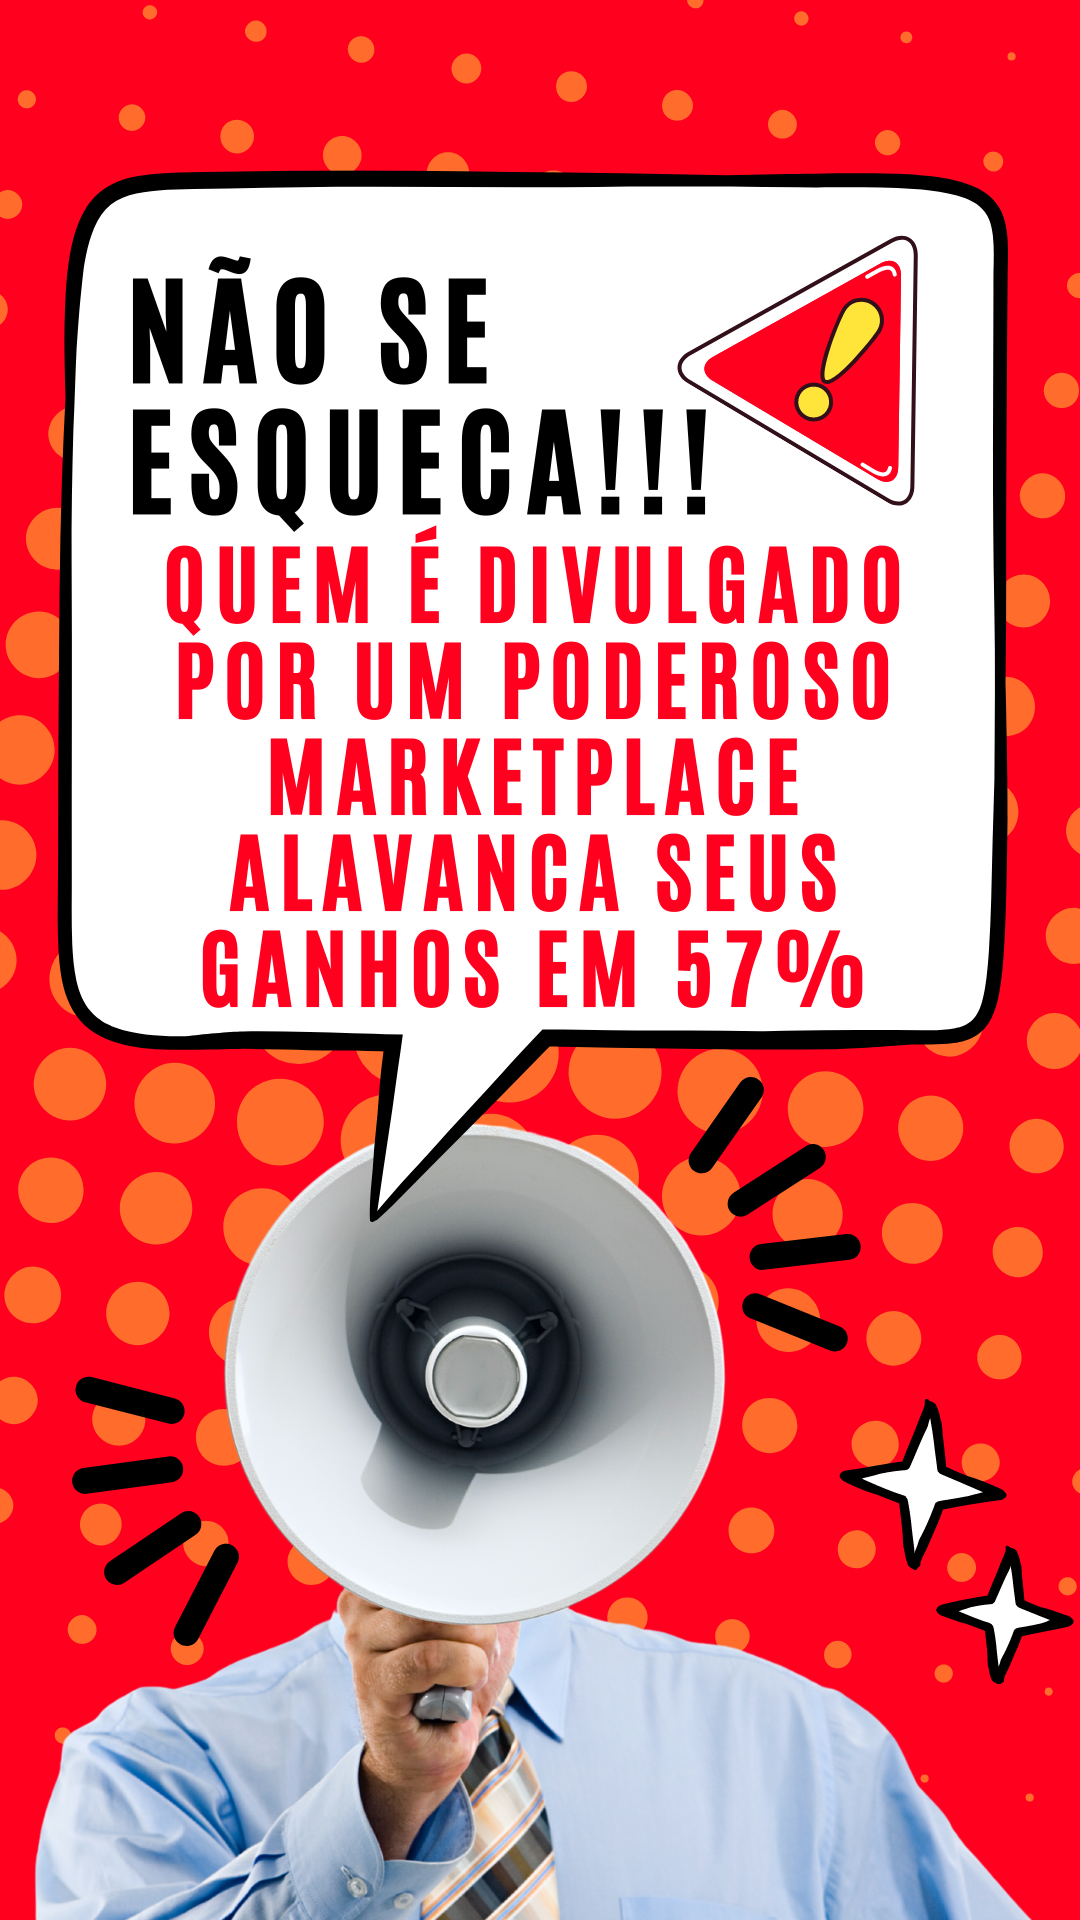 NÃO SE
ESQUECA!!!
QUEM É DIVULGADO
POR UM PODEROSO
MARKETPLACE
ALAVANCA SEUS
GANHOS EM 57%